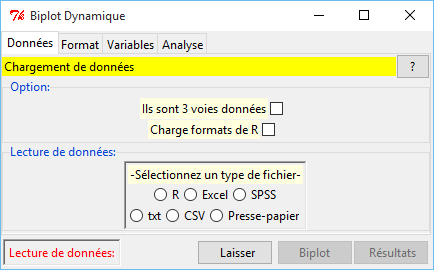 Biplot Dynamique
Données Format Variables Analyse
Chargement de données ?
Option:
Ils sont 3 voies données
Charge formats de R
Lecture de données:
-Sélectionnez un type de fichier-
R Excel SPSS
txt CSV Presse-papier
Lecture de données: Laisser Biplot Résultats